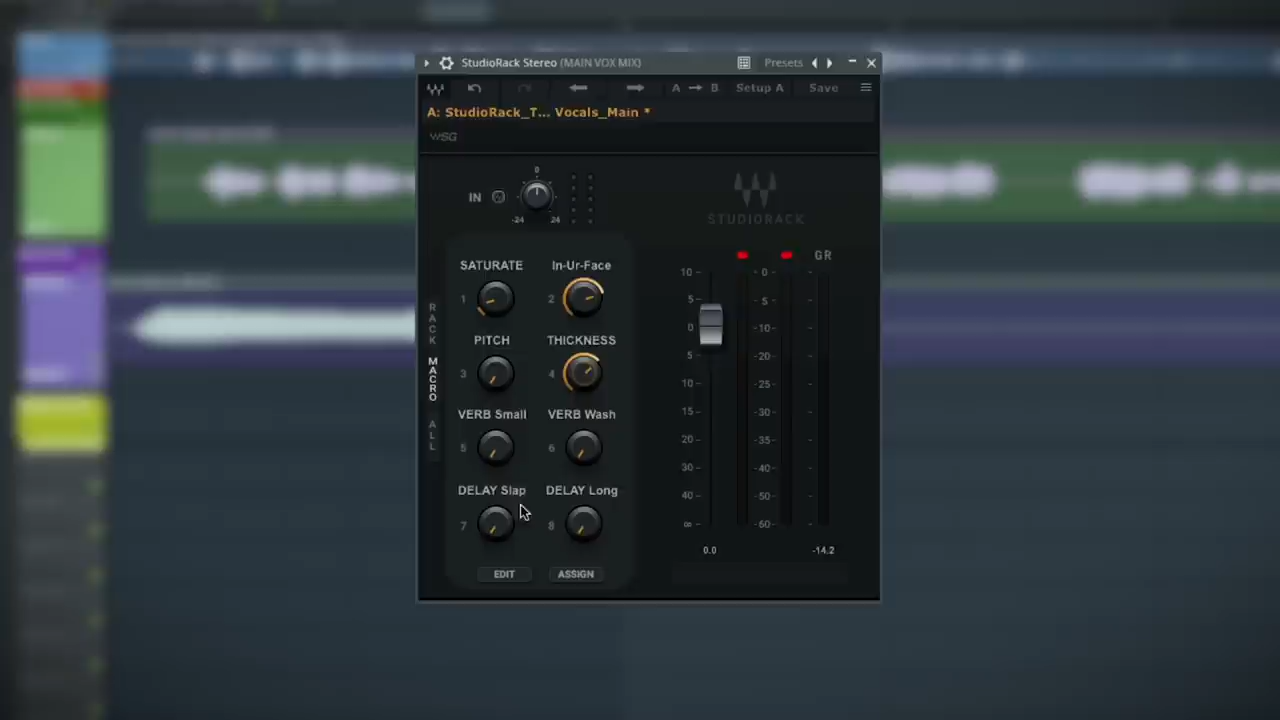 StudioRack Stereo (MAIN VOX MIX) Presets
A B Setup A Save
A: StudioRack_T... Vocals_Main *
WSG
0
IN
-24 24
STUDIORACK
GR
SATURATE In-Ur-Face
1 2
PITCH THICKNESS
3 4
VERB Small VERB Wash
5 6
DELAY Slap DELAY Long
7 8
EDIT ASSIGN
RACK
MACRO
ALL
10 - - 0 -
5 - - 5 -
0 - - 10 -
5 - - 20 -
10 - - 25 -
15 - - 30 -
20 - - 35 -
30 - - 40 -
40 - - 50 -
∞ - - 60 -
0.0 -14.2